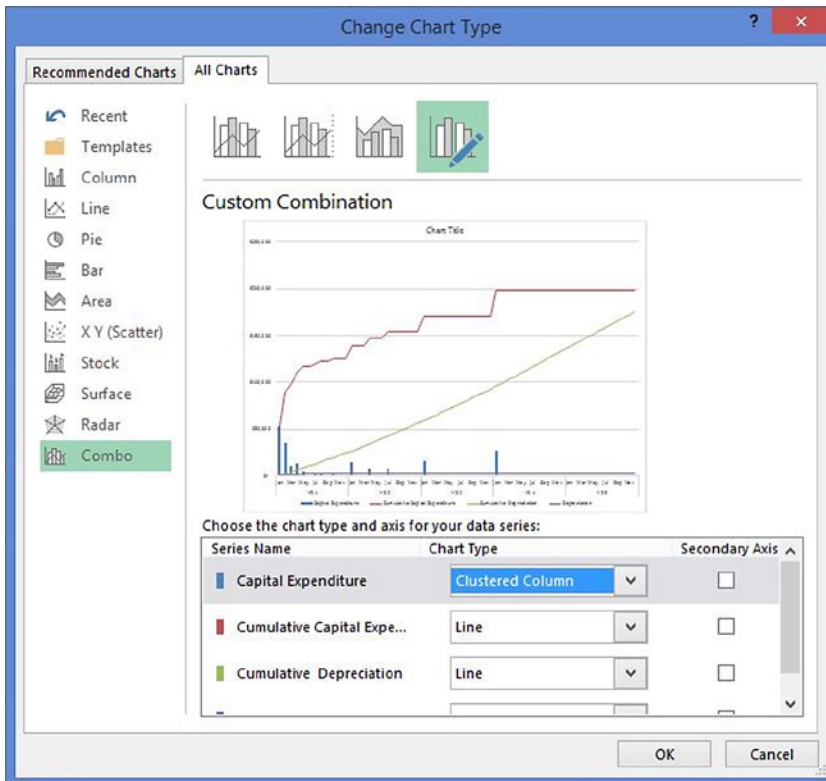 Change Chart Type
?
Recommended Charts
All Charts
Recent
Templates
Column
Line
Pie
Bar
Area
X Y (Scatter)
Stock
Surface
Radar
Combo
Custom Combination
Chart Title
Choose the chart type and axis for your data series:
Series Name Chart Type Secondary Axis
Capital Expenditure Clustered Column
Cumulative Capital Expe... Line
Cumulative Depreciation Line
OK Cancel